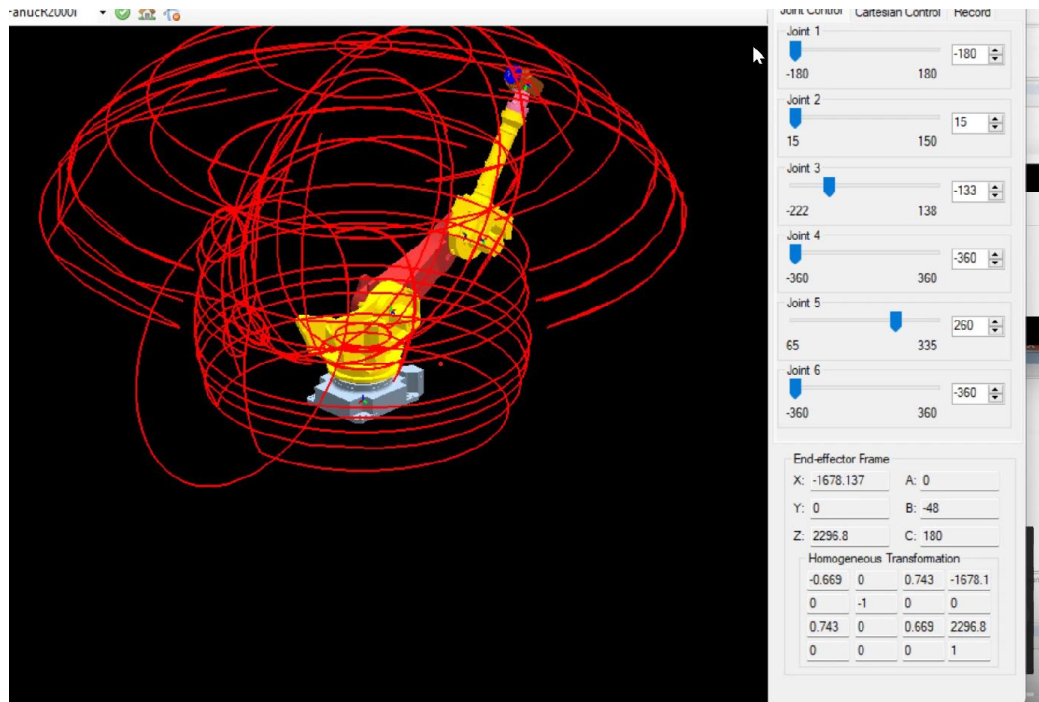 FanucR2000i
Joint Control Cartesian Control Record
Joint 1
-180
-180 180
Joint 2
15
15 150
Joint 3
-133
-222 138
Joint 4
-360
-360 360
Joint 5
260
65 335
Joint 6
-360
-360 360
End-effector Frame
X: -1678.137 A: 0
Y: 0 B: -48
Z: 2296.8 C: 180
Homogeneous Transformation
-0.669 0 0.743 -1678.1
0 -1 0 0
0.743 0 0.669 2296.8
0 0 0 1